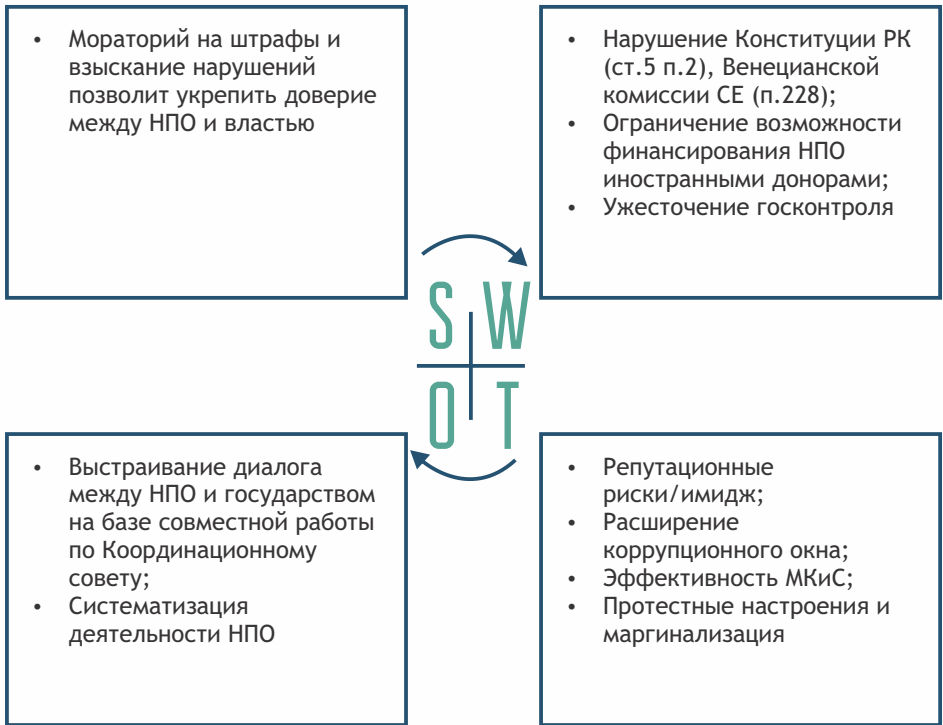 • Мораторий на штрафы и
взыскание нарушений
позволит укрепить доверие
между НПО и властью
• Нарушение Конституции РК
(ст.5 п.2), Венецианской
комиссии СЕ (п.228);
• Ограничение возможности
финансирования НПО
иностранными донорами;
• Ужесточение госконтроля
S W
O T
• Выстраивание диалога
между НПО и государством
на базе совместной работы
по Координационному
совету;
• Систематизация
деятельности НПО
• Репутационные
риски/имидж;
• Расширение
коррупционного окна;
• Эффективность МКиС;
• Протестные настроения и
маргинализация